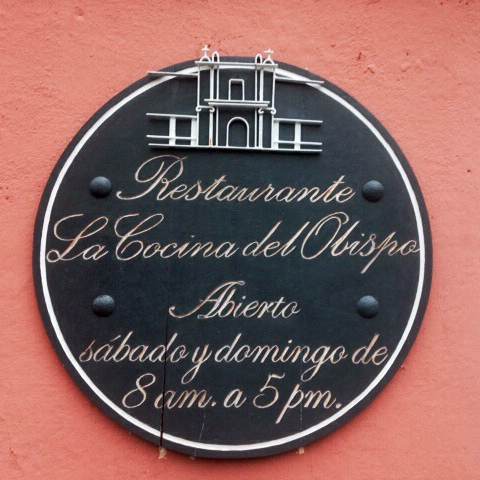 Restaurante
La Cocina del Obispo
Abierto
sábado y domingo de
8 am. a 5 pm.